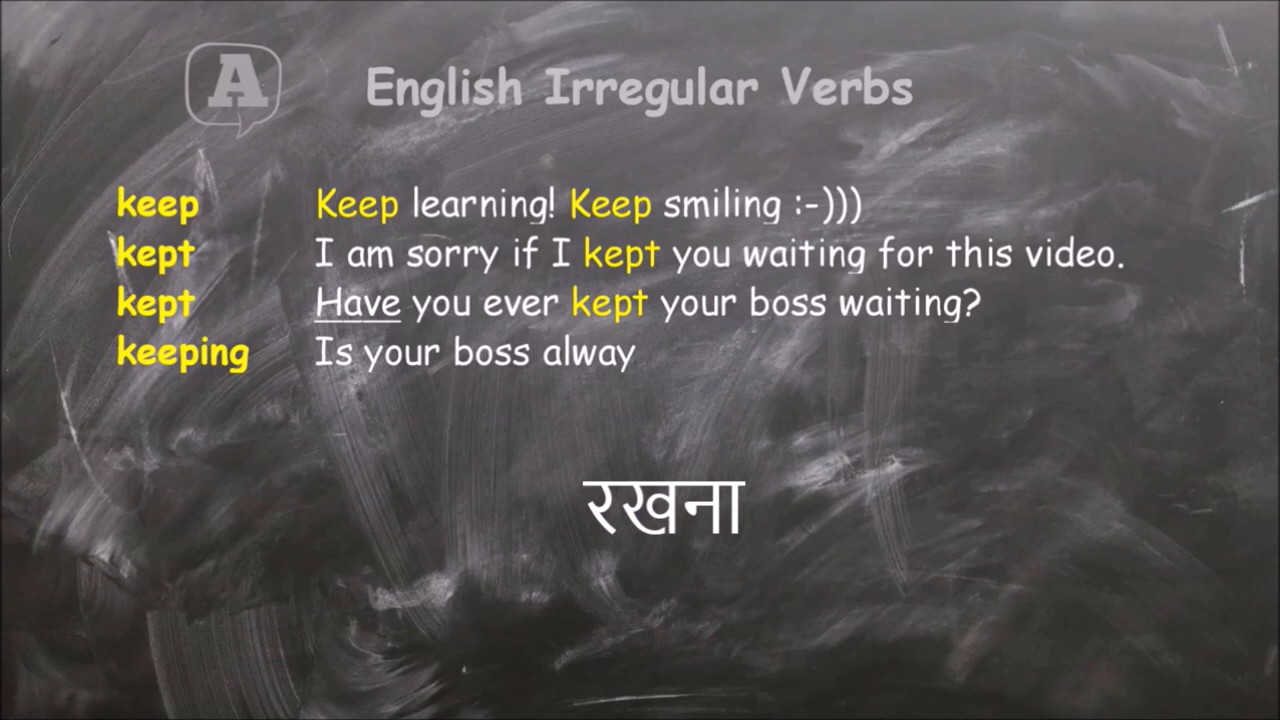 A English Irregular Verbs
keep Keep learning! Keep smiling :-)))
kept I am sorry if I kept you waiting for this video.
kept Have you ever kept your boss waiting?
keeping Is your boss alway
रखना